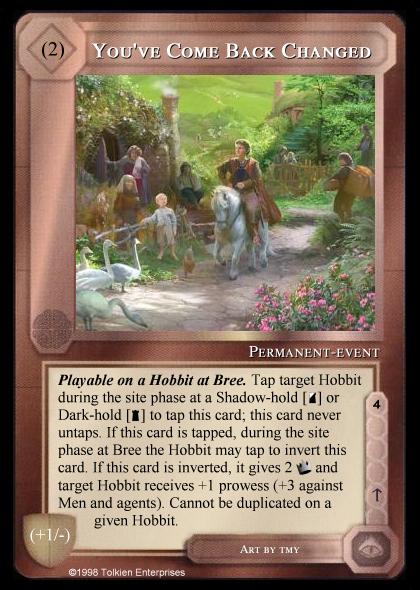 (2)
You've Come Back Changed
Permanent-event
Playable on a Hobbit at Bree. Tap target Hobbit
during the site phase at a Shadow-hold [ ] or
Dark-hold [ ] to tap this card; this card never
untaps. If this card is tapped, during the site
phase at Bree the Hobbit may tap to invert this
card. If this card is inverted, it gives 2 and
target Hobbit receives +1 prowess (+3 against
Men and agents). Cannot be duplicated on a
given Hobbit.
4
↑
(+1/-)
Art by tmy
©1998 Tolkien Enterprises